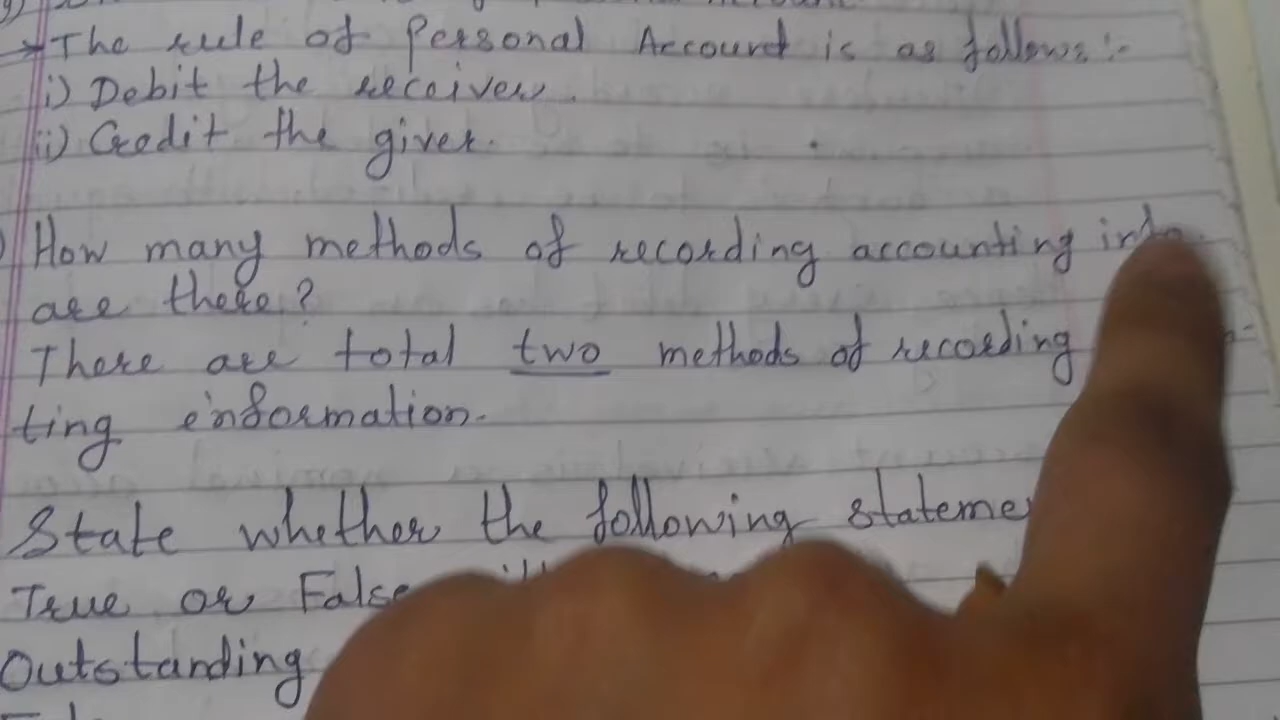 →The rule of Personal Account is as follows:-
i) Debit the receiver.
ii) Credit the giver.
How many methods of recording accounting info.
are there?
There are total two methods of recording
ting information.
State whether the following stateme
True or False
Outstanding